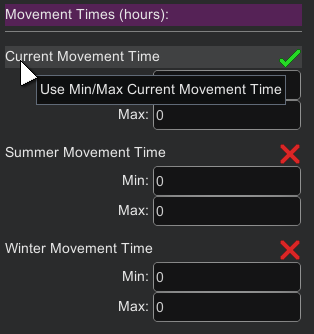 Movement Times (hours):
Current Movement Time
Use Min/Max Current Movement Time
Max: 0
Summer Movement Time
Min: 0
Max: 0
Winter Movement Time
Min: 0
Max: 0